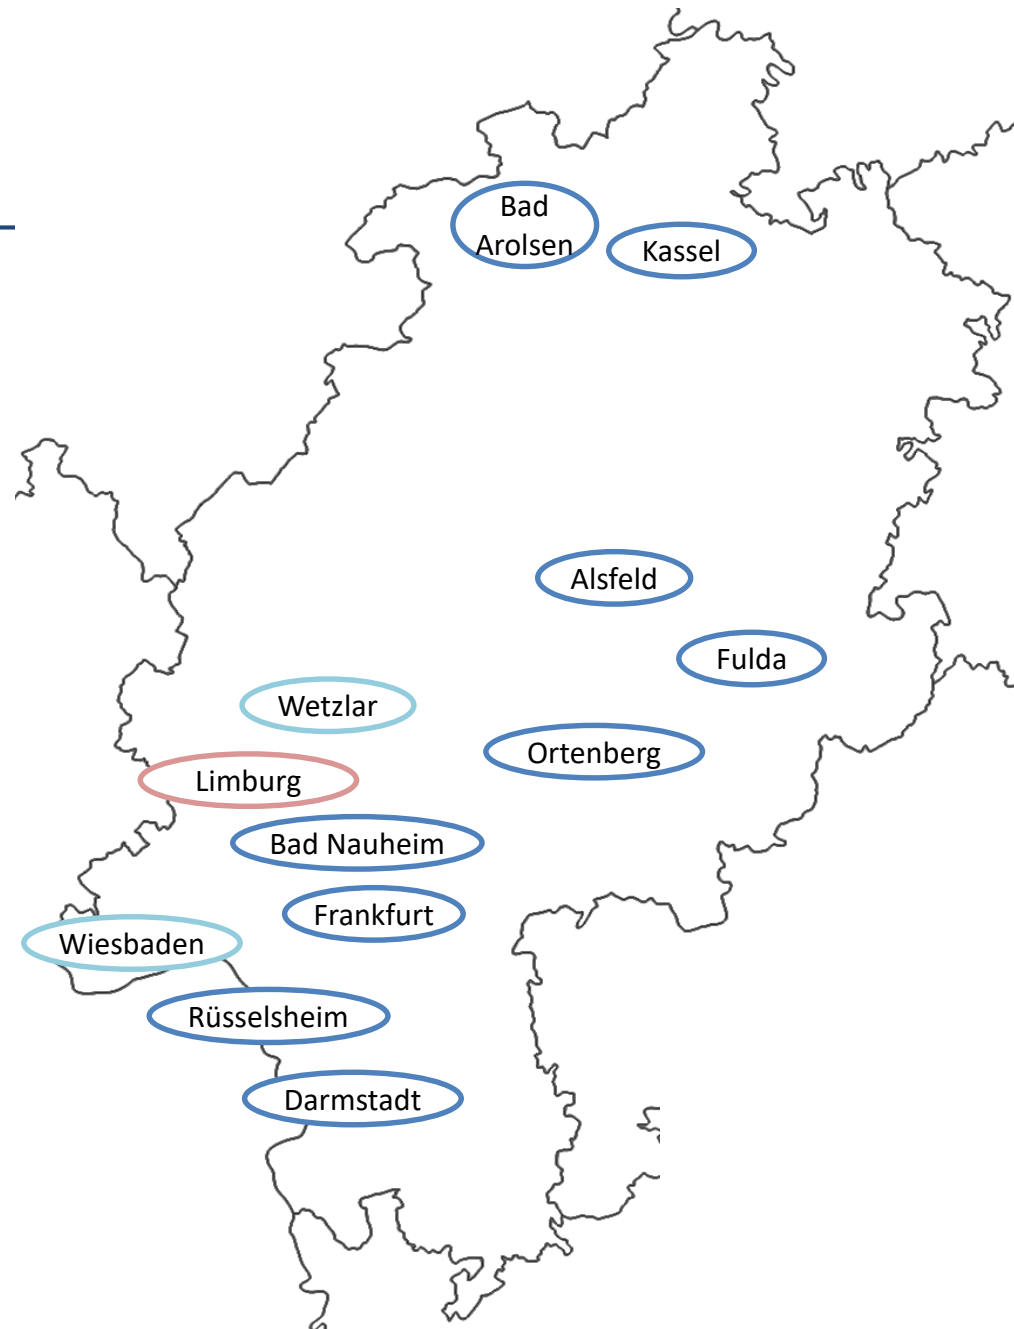 Bad
Arolsen
Kassel
Alsfeld
Fulda
Wetzlar
Ortenberg
Limburg
Bad Nauheim
Frankfurt
Wiesbaden
Rüsselsheim
Darmstadt